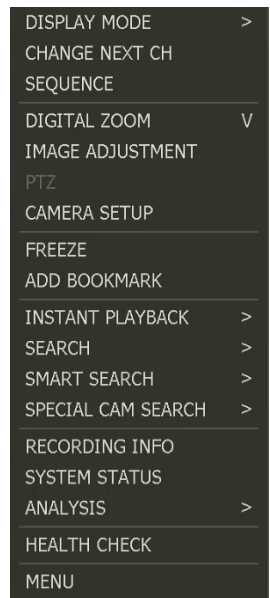 DISPLAY MODE >
CHANGE NEXT CH
SEQUENCE
DIGITAL ZOOM V
IMAGE ADJUSTMENT
PTZ
CAMERA SETUP
FREEZE
ADD BOOKMARK
INSTANT PLAYBACK >
SEARCH >
SMART SEARCH >
SPECIAL CAM SEARCH >
RECORDING INFO
SYSTEM STATUS
ANALYSIS >
HEALTH CHECK
MENU